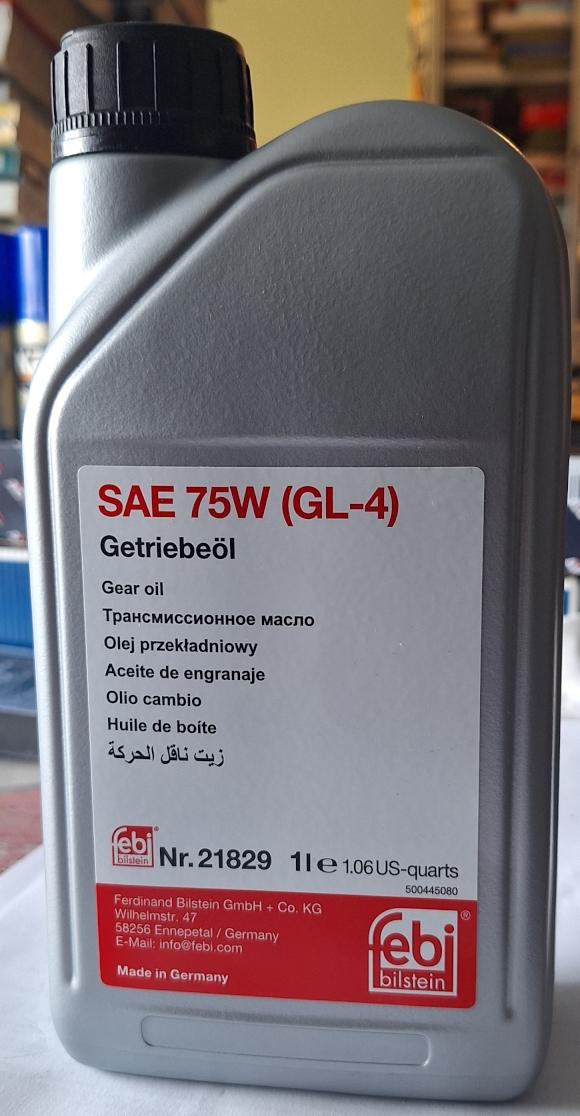 SAE 75W (GL-4)
Getriebeöl
Gear oil
Трансмиссионное масло
Olej przekładniowy
Aceite de engranaje
Olio cambio
Huile de boîte
زيت ناقل الحركة
febi® bilstein Nr. 21829 1l ℮ 1.06 US-quarts
500445080
Ferdinand Bilstein GmbH + Co. KG
Wilhelmstr. 47
58256 Ennepetal / Germany
E-Mail: info@febi.com
Made in Germany
febi®
bilstein